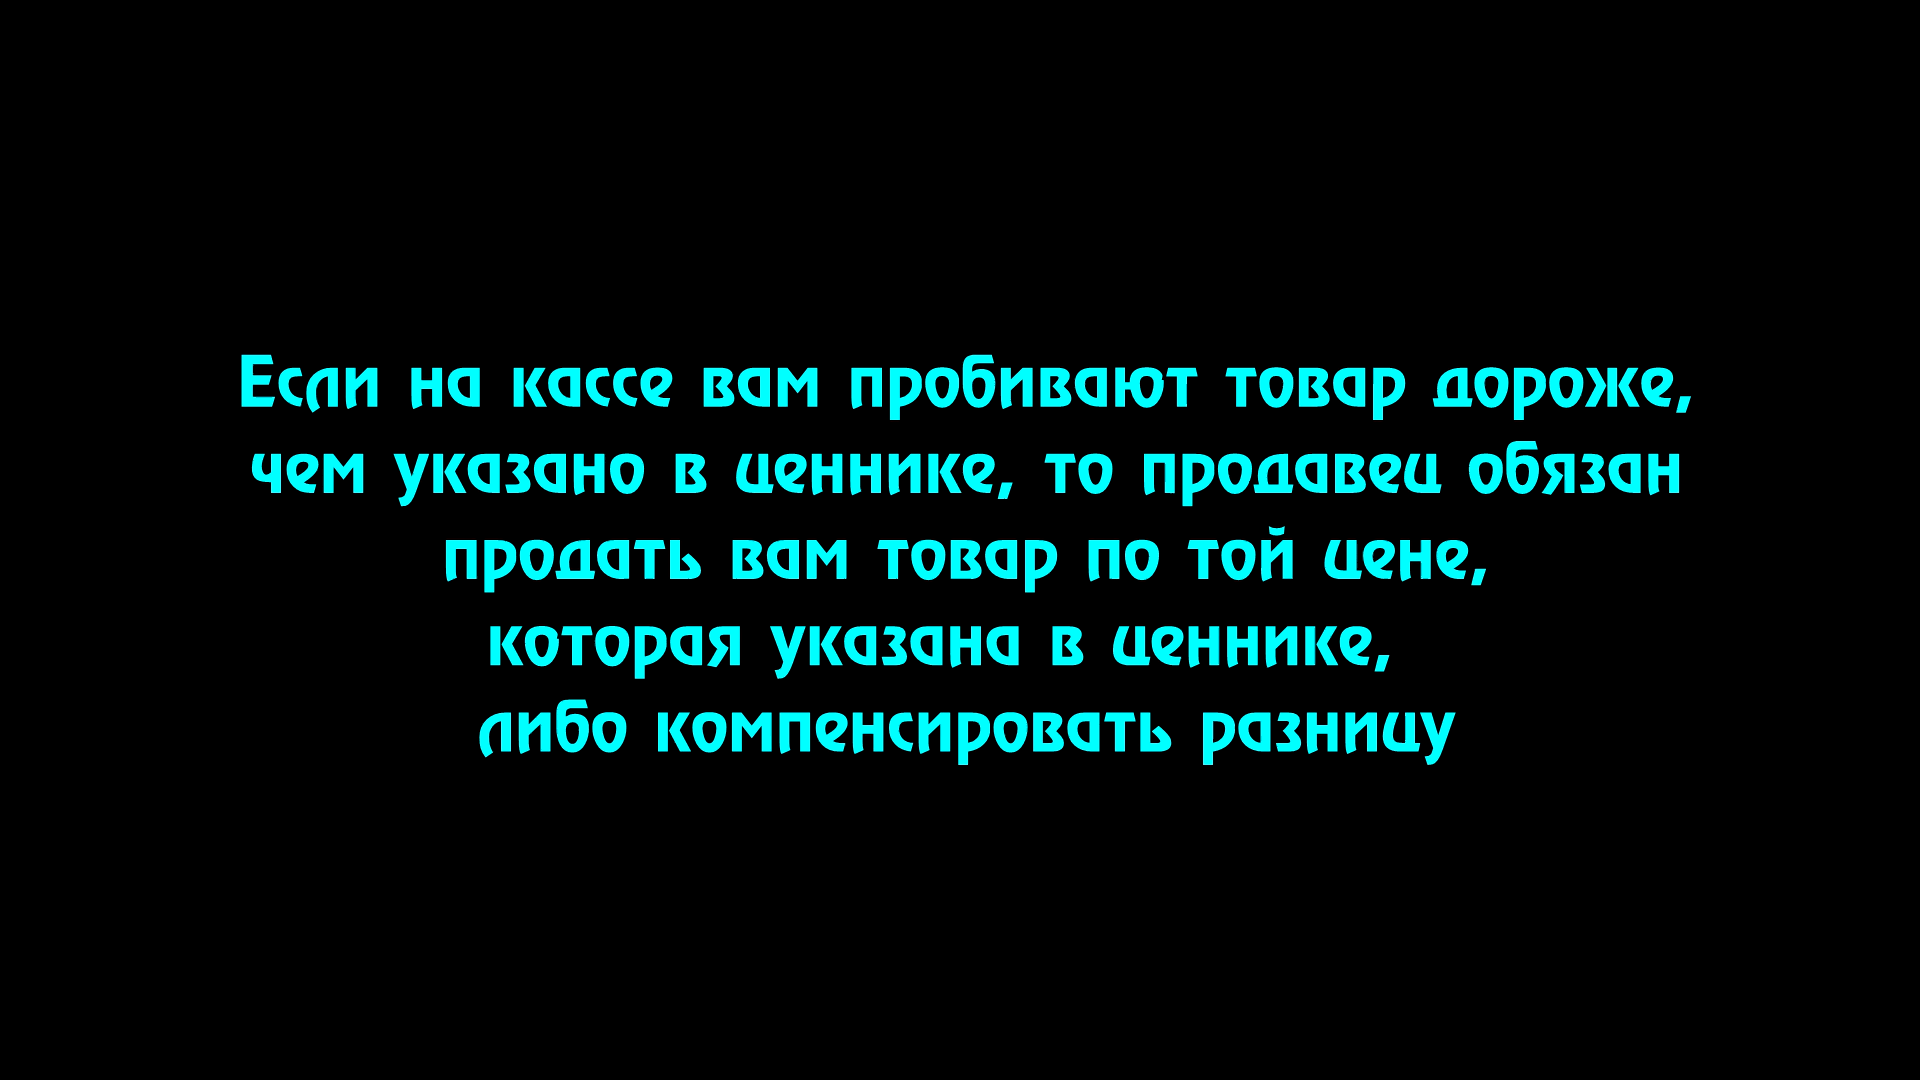 Если на кассе вам пробивают товар дороже,
чем указано в ценнике, то продавец обязан
продать вам товар по той цене,
которая указана в ценнике,
либо компенсировать разницу